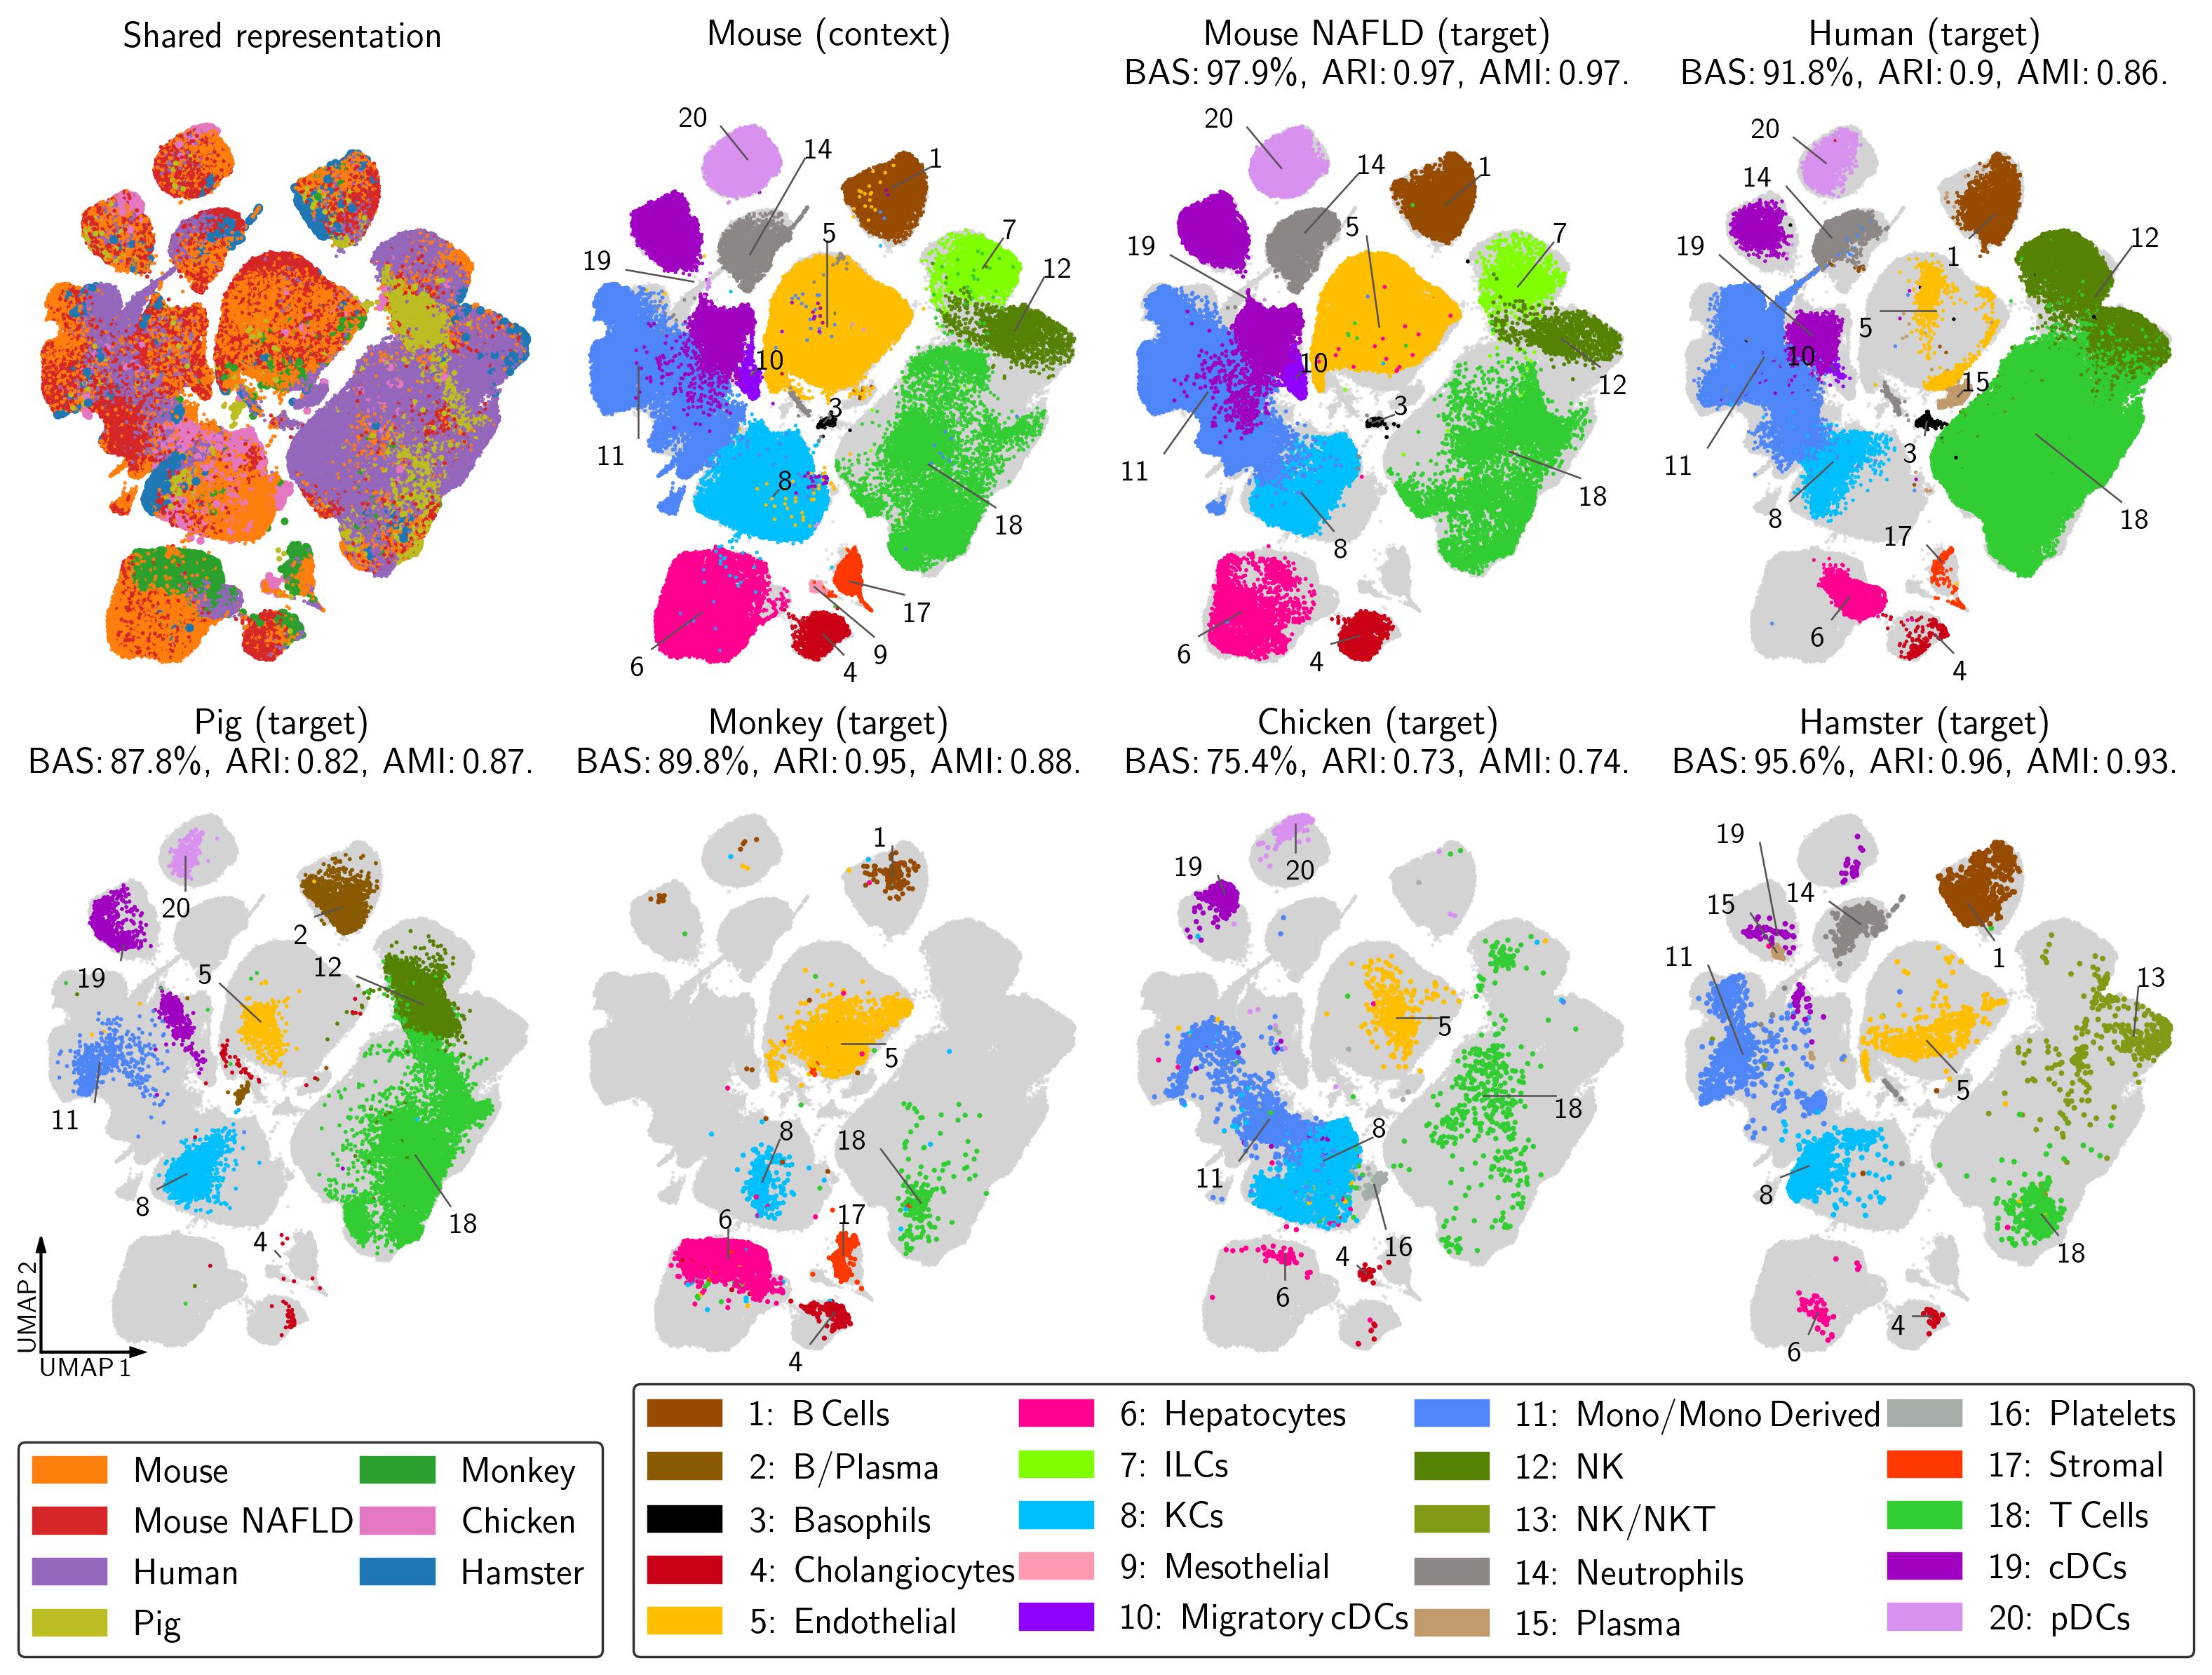 Shared representation
Mouse (context)
Mouse NAFLD (target)
BAS: 97.9%, ARI: 0.97, AMI: 0.97.
Human (target)
BAS: 91.8%, ARI: 0.9, AMI: 0.86.
20
14
1
5
7
12
19
10
3
11
8
18
17
6
9
4
20
14
1
5
7
19
10
12
3
11
18
8
6
4
20
14
19
1
12
5
10
15
11
3
8
18
17
6
4
Pig (target)
BAS: 87.8%, ARI: 0.82, AMI: 0.87.
Monkey (target)
BAS: 89.8%, ARI: 0.95, AMI: 0.88.
Chicken (target)
BAS: 75.4%, ARI: 0.73, AMI: 0.74.
Hamster (target)
BAS: 95.6%, ARI: 0.96, AMI: 0.93.
20
2
19
5
12
11
8
18
4
UMAP 2
UMAP 1
1
5
8
18
6
17
4
19
20
5
18
8
11
4
16
6
19
15
14
11
1
13
5
8
18
4
6
Mouse
Mouse NAFLD
Human
Pig
Monkey
Chicken
Hamster
1: B Cells
2: B/Plasma
3: Basophils
4: Cholangiocytes
5: Endothelial
6: Hepatocytes
7: ILCs
8: KCs
9: Mesothelial
10: Migratory cDCs
11: Mono/Mono Derived
12: NK
13: NK/NKT
14: Neutrophils
15: Plasma
16: Platelets
17: Stromal
18: T Cells
19: cDCs
20: pDCs